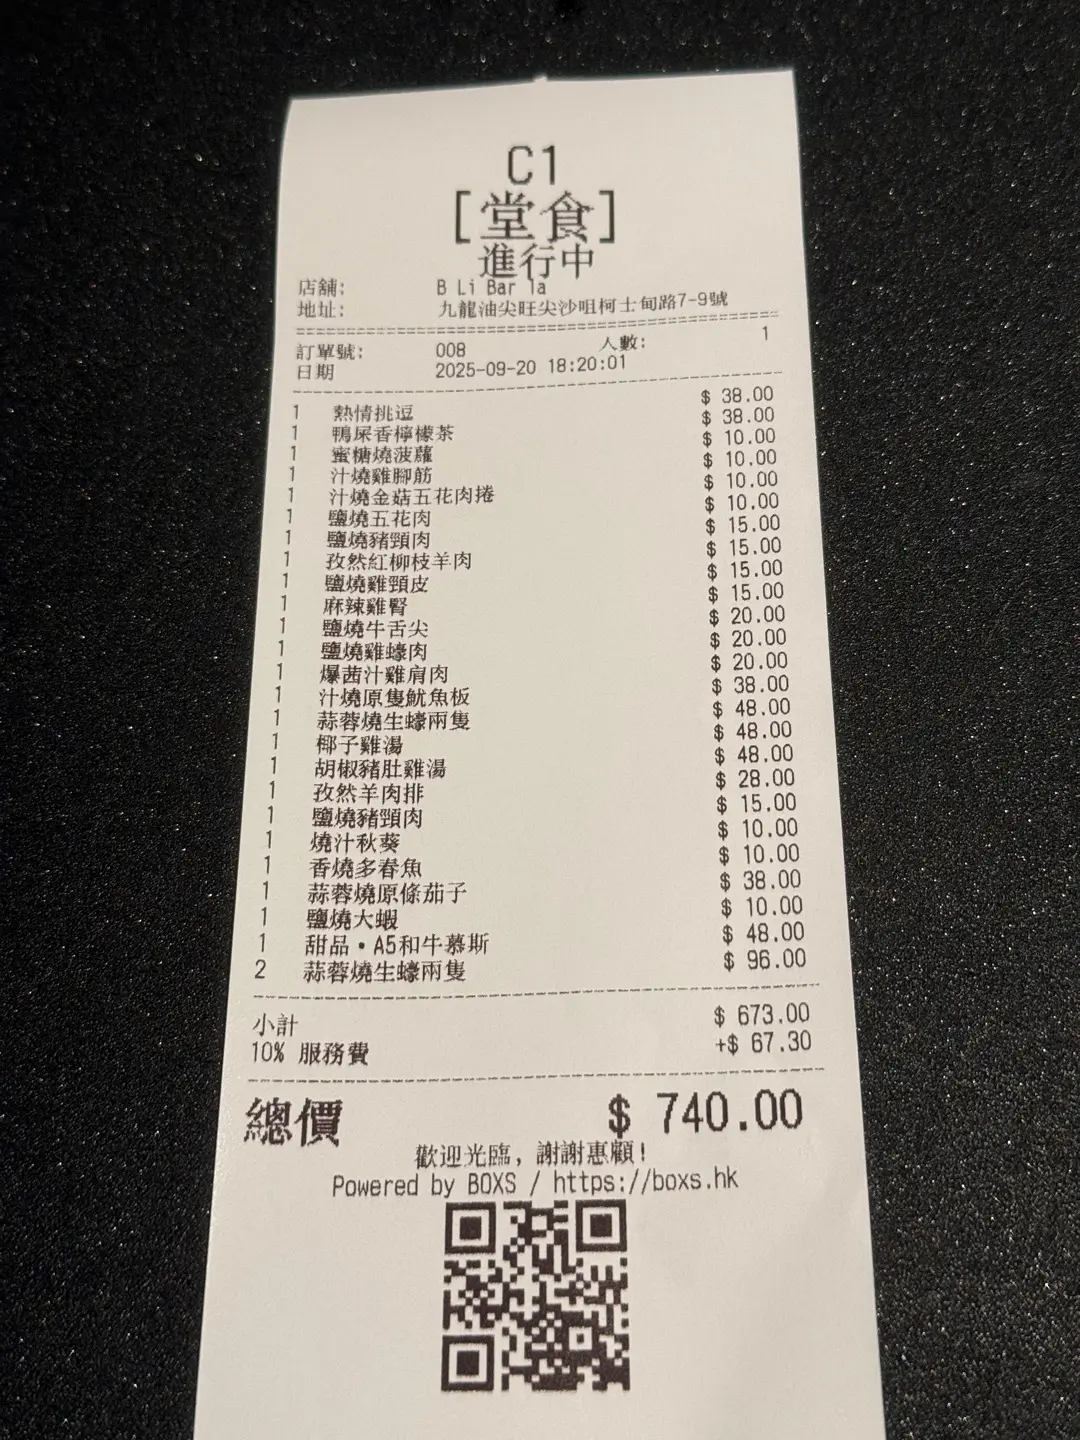 C1
[堂食]
進行中
店舖: B Li Bar la
地址: 九龍油尖旺尖沙咀柯士甸路7-9號
訂單號: 008 人數: 1
日期 2025-09-20 18:20:01
1 熱情挑逗 $ 38.00
1 鴨屎香檸檬茶 $ 38.00
1 蜜糖燒菠蘿 $ 10.00
1 汁燒雞腳筋 $ 10.00
1 汁燒金菇五花肉捲 $ 10.00
1 鹽燒五花肉 $ 10.00
1 鹽燒豬頸肉 $ 15.00
1 孜然紅柳枝羊肉 $ 15.00
1 鹽燒雞頸皮 $ 15.00
1 麻辣雞腎 $ 15.00
1 鹽燒牛舌尖 $ 20.00
1 鹽燒雞蠔肉 $ 20.00
1 爆茜汁雞肩肉 $ 20.00
1 汁燒原隻魷魚板 $ 38.00
1 蒜蓉燒生蠔兩隻 $ 48.00
1 椰子雞湯 $ 48.00
1 胡椒豬肚雞湯 $ 48.00
1 孜然羊肉排 $ 28.00
1 鹽燒豬頸肉 $ 15.00
1 燒汁秋葵 $ 10.00
1 香燒多春魚 $ 10.00
1 蒜蓉燒原條茄子 $ 38.00
1 鹽燒大蝦 $ 10.00
1 甜品・A5和牛慕斯 $ 48.00
2 蒜蓉燒生蠔兩隻 $ 96.00
小計 $ 673.00
10% 服務費 +$ 67.30
總價 $ 740.00
歡迎光臨，謝謝惠顧！
Powered by BOXS / https://boxs.hk